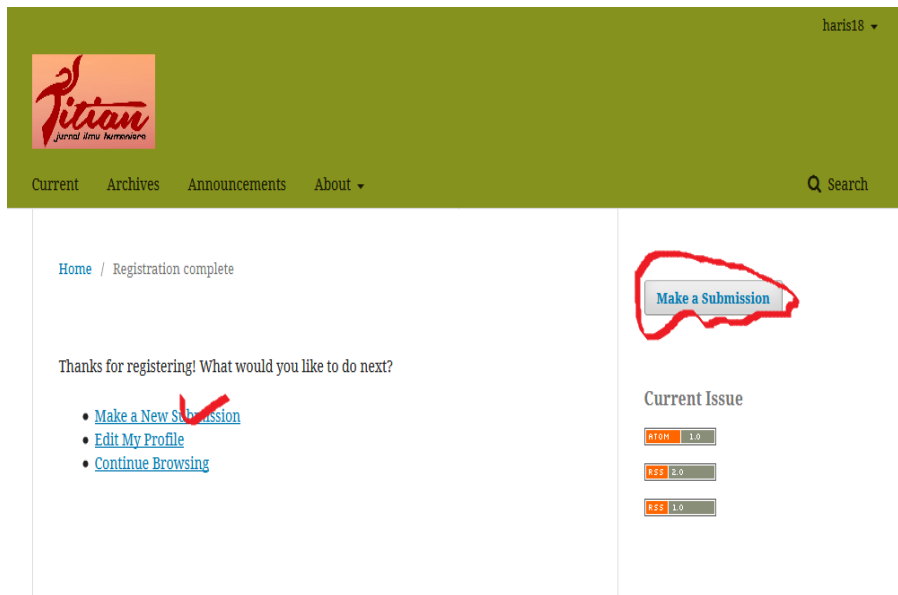 haris18
Titian
jurnal ilmu humaniora
Current Archives Announcements About
Search
Home / Registration complete
Make a Submission
Thanks for registering! What would you like to do next?
Make a New Submission
Edit My Profile
Continue Browsing
Current Issue
ATOM 1.0
RSS 2.0
RSS 1.0